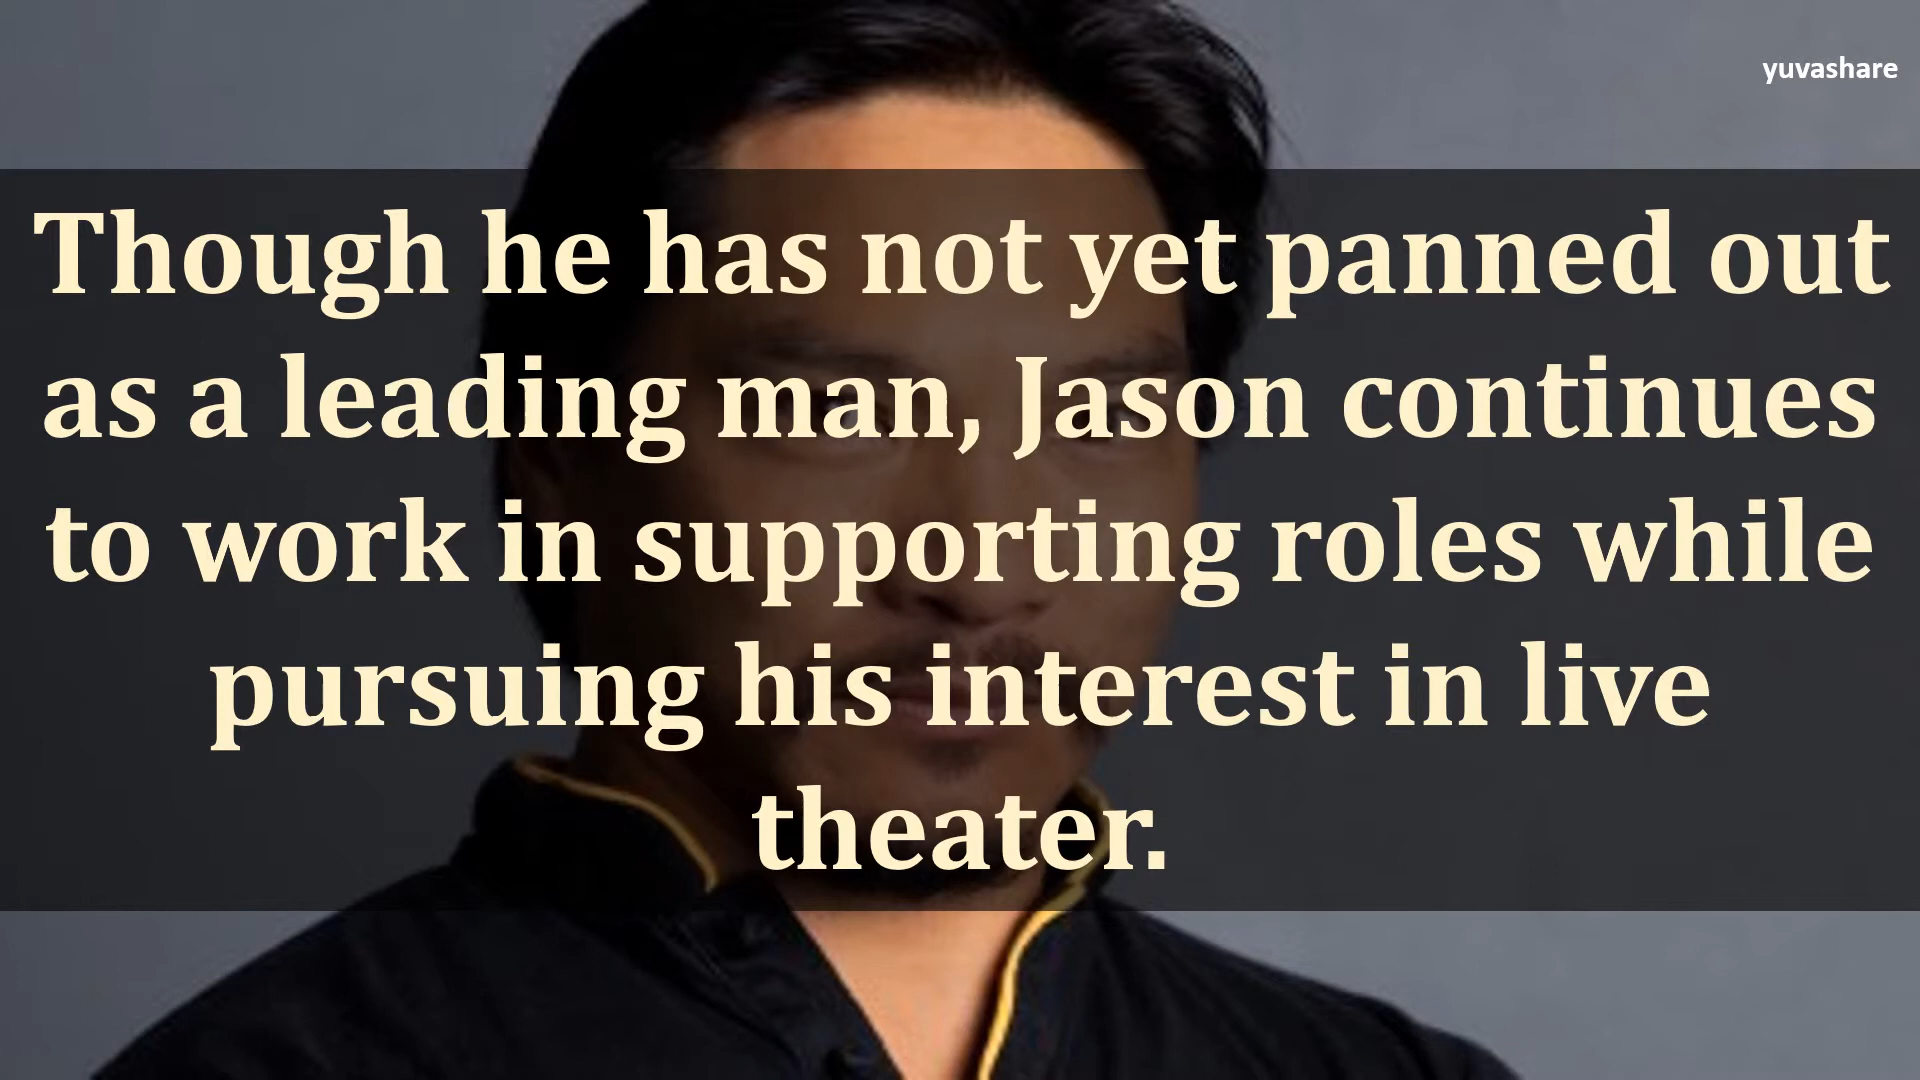 yuvashare
Though he has not yet panned out
as a leading man, Jason continues
to work in supporting roles while
pursuing his interest in live
theater.